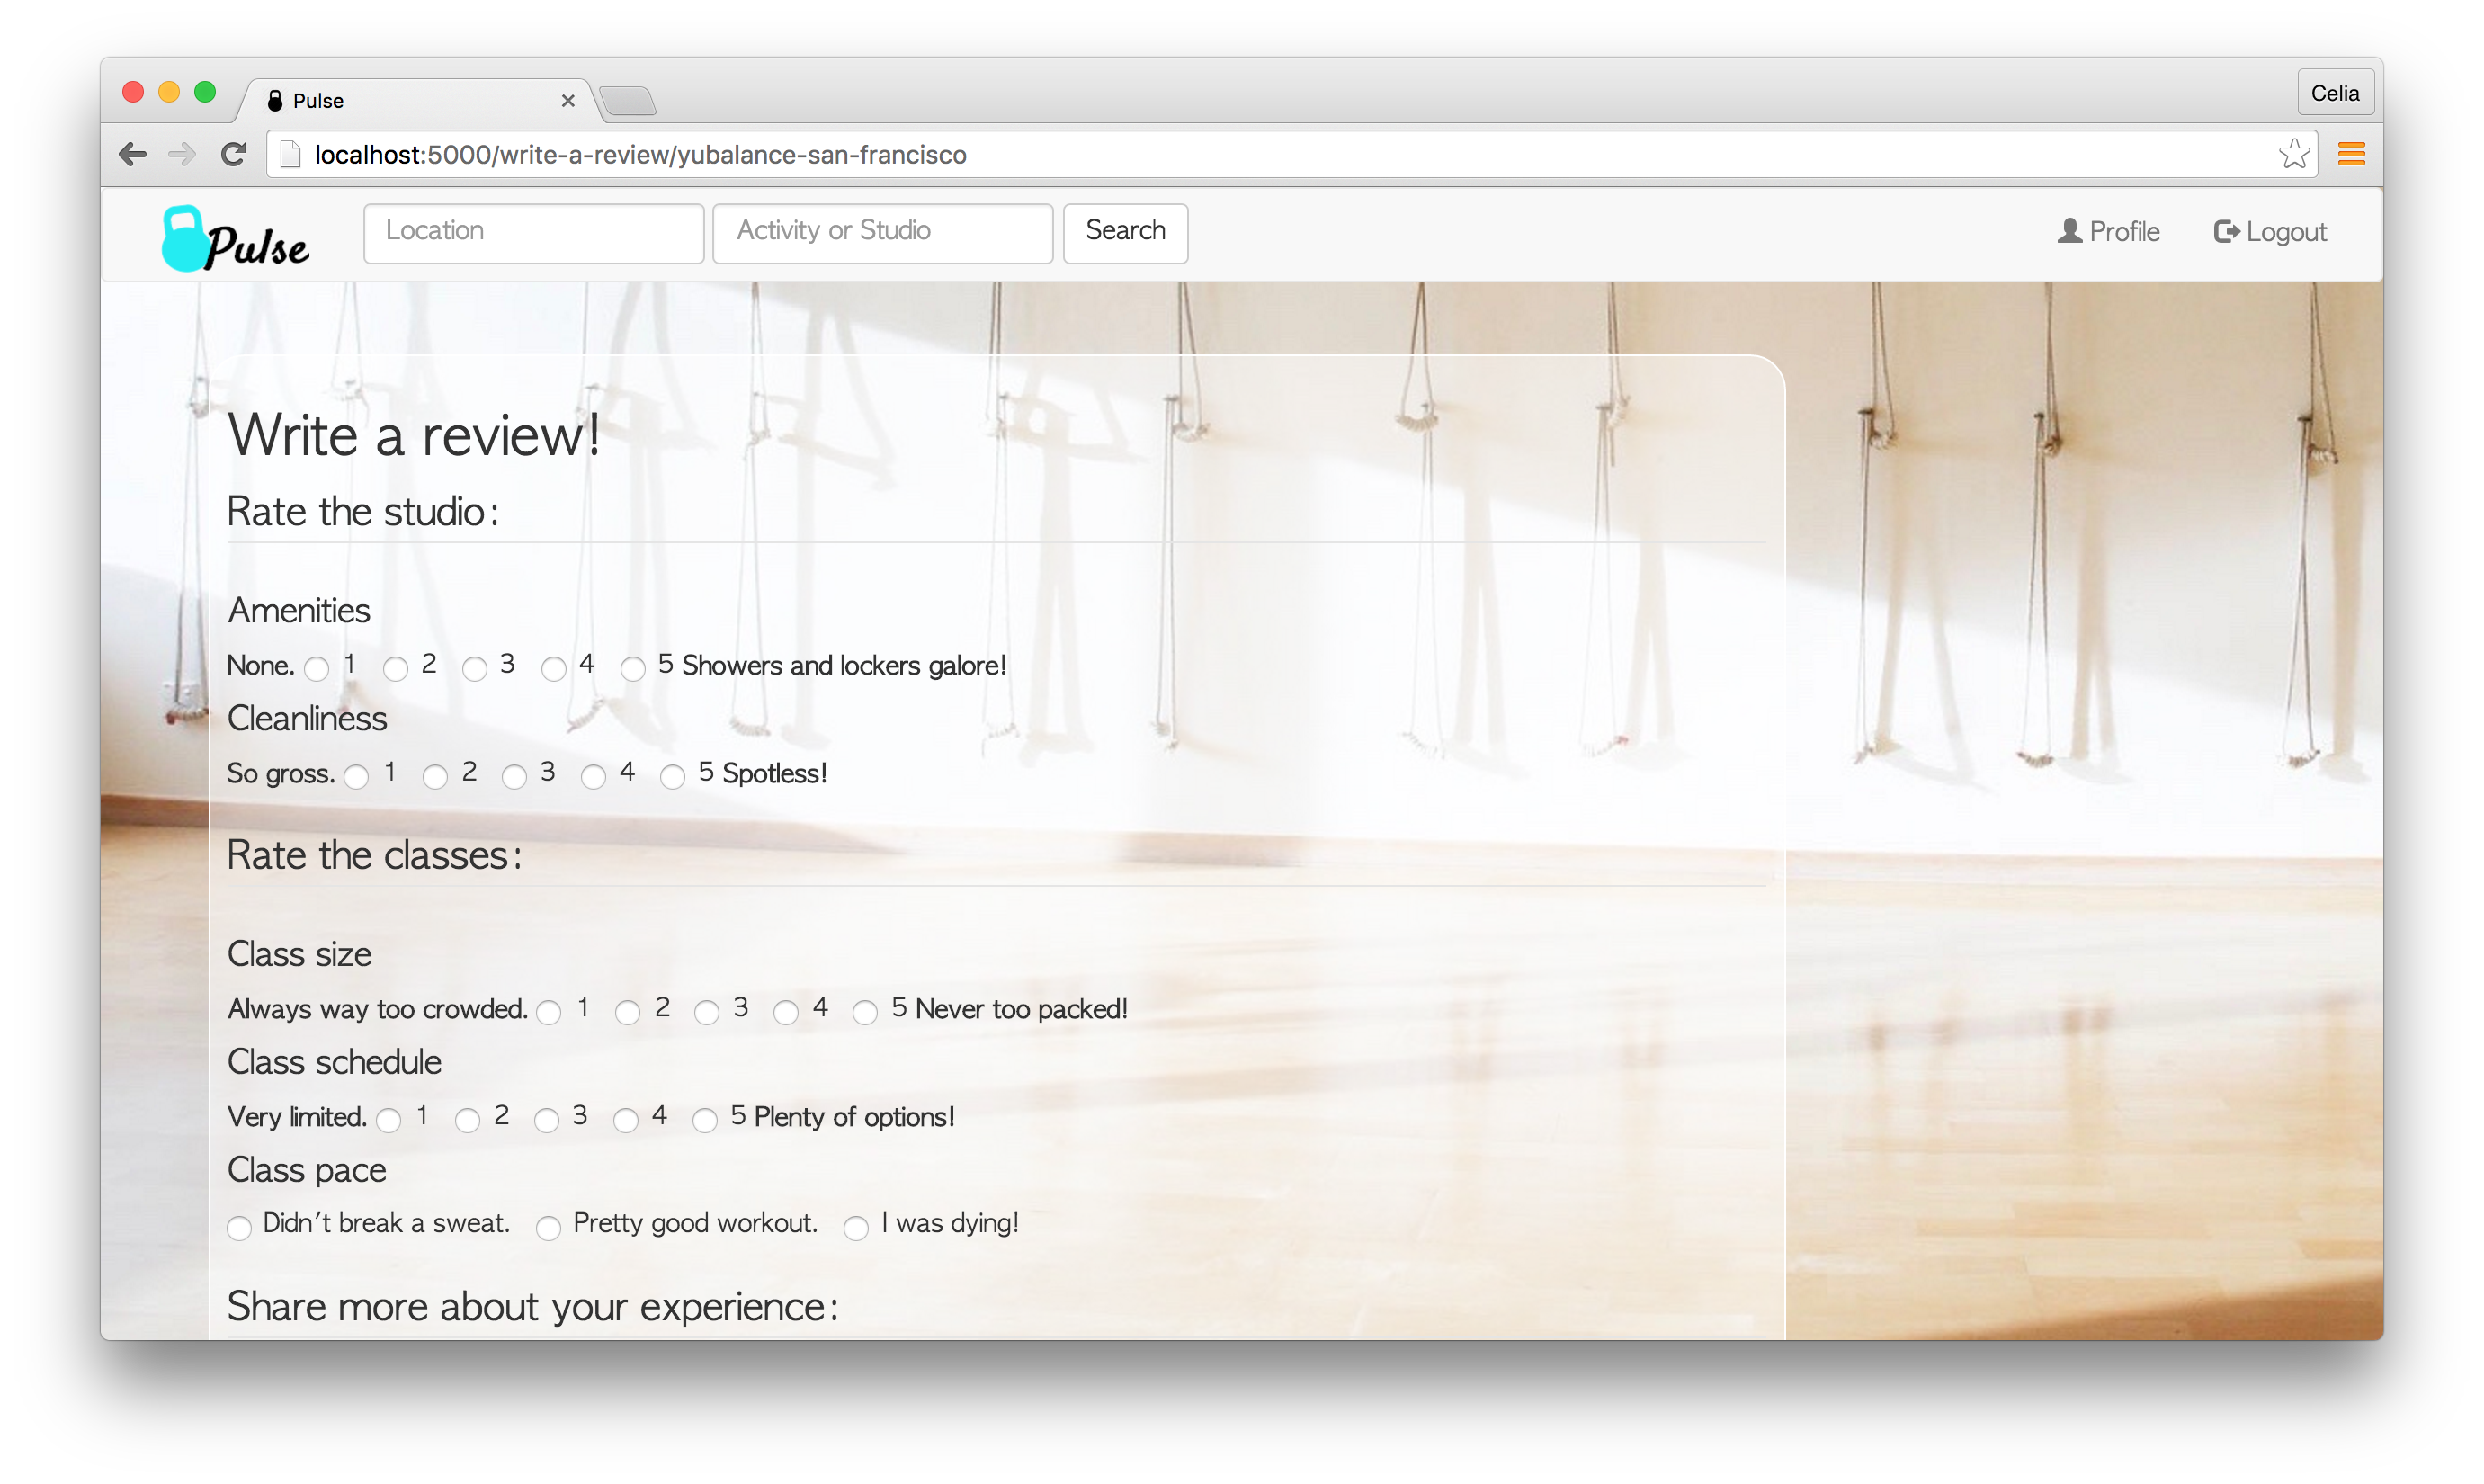 Pulse
Celia
localhost:5000/write-a-review/yubalance-san-francisco
Pulse
Location
Activity or Studio
Search
Profile
Logout
Write a review!
Rate the studio:
Amenities
None. 1 2 3 4 5 Showers and lockers galore!
Cleanliness
So gross. 1 2 3 4 5 Spotless!
Rate the classes:
Class size
Always way too crowded. 1 2 3 4 5 Never too packed!
Class schedule
Very limited. 1 2 3 4 5 Plenty of options!
Class pace
Didn't break a sweat. Pretty good workout. I was dying!
Share more about your experience: